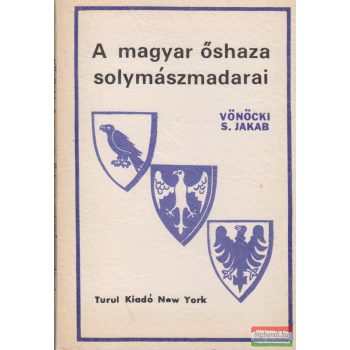 A magyar őshaza
solymászmadarai
VÖNÖCKI
S. JAKAB
Turul Kiadó New York